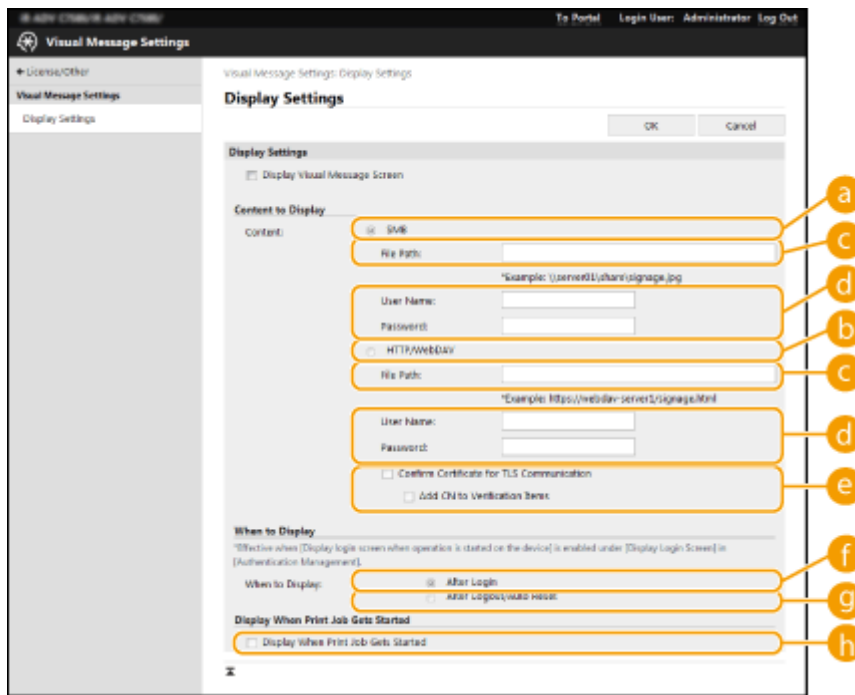 To Portal Login User: Administrator Log Out
Visual Message Settings
License/Other
Visual Message Settings
Display Settings
Visual Message Settings: Display Settings
Display Settings
OK Cancel
Display Settings
Display Visual Message Screen
Content to Display
Content:
SMB
a
File Path:
c
*Example: \\server01\share\signage.jpg
User Name:
d
Password:
HTTP/WebDAV
b
File Path:
c
*Example: https://webdav-server1/signage.html
User Name:
d
Password:
Confirm Certificate for TLS Communication
e
Add CN to Verification Items
When to Display
*Effective when [Display login screen when operation is started on the device] is enabled under [Display Login Screen] in
[Authentication Management].
When to Display:
After Login
f
After Logout/Auto Reset
g
Display When Print Job Gets Started
Display When Print Job Gets Started
h